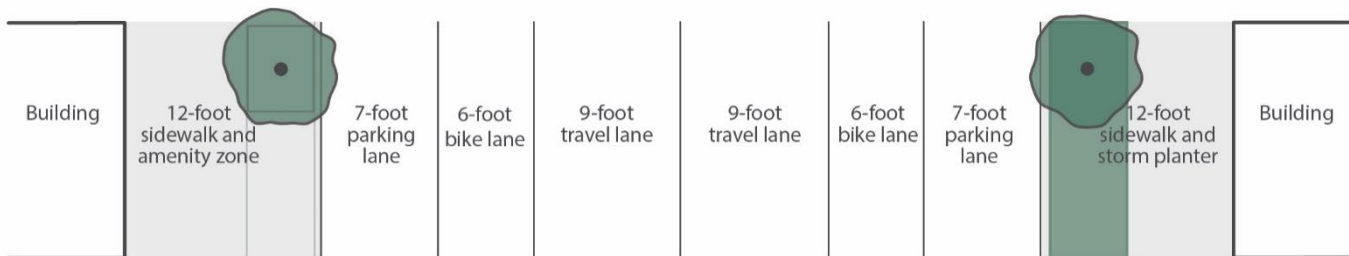 Building
12-foot
sidewalk and
amenity zone
7-foot
parking
lane
6-foot
bike lane
9-foot
travel lane
9-foot
travel lane
6-foot
bike lane
7-foot
parking
lane
12-foot
sidewalk and
storm planter
Building